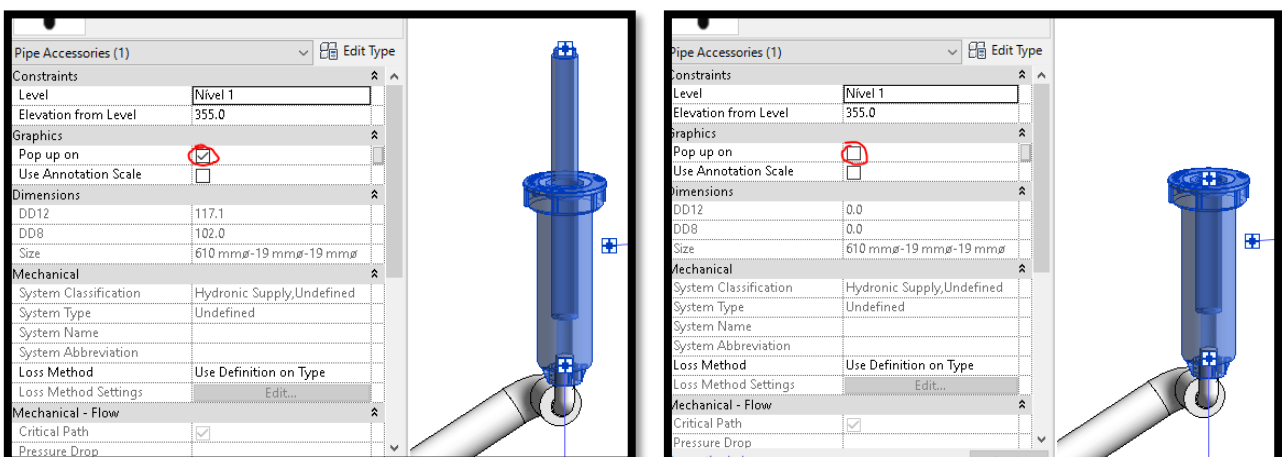 Pipe Accessories (1) Edit Type
Constraints
Level Nível 1
Elevation from Level 355.0
Graphics
Pop up on
Use Annotation Scale
Dimensions
DD12 117.1
DD8 102.0
Size 610 mmø-19 mmø-19 mmø
Mechanical
System Classification Hydronic Supply,Undefined
System Type Undefined
System Name
System Abbreviation
Loss Method Use Definition on Type
Loss Method Settings Edit...
Mechanical - Flow
Critical Path
Pressure Drop
Pipe Accessories (1) Edit Type
Constraints
Level Nível 1
Elevation from Level 355.0
Graphics
Pop up on
Use Annotation Scale
Dimensions
DD12 0.0
DD8 0.0
Size 610 mmø-19 mmø-19 mmø
Mechanical
System Classification Hydronic Supply,Undefined
System Type Undefined
System Name
System Abbreviation
Loss Method Use Definition on Type
Loss Method Settings Edit...
Mechanical - Flow
Critical Path
Pressure Drop